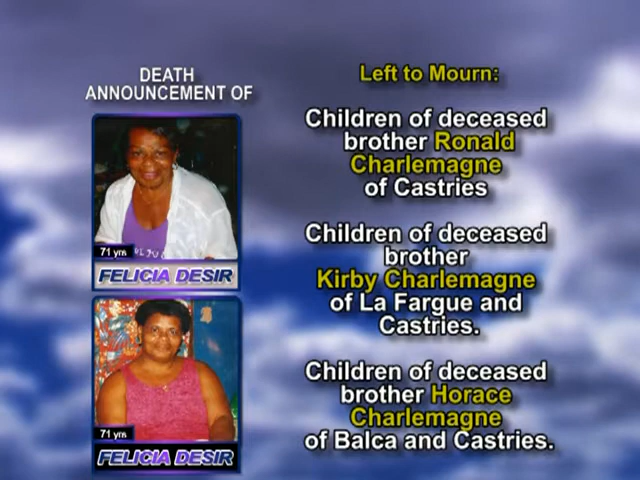 DEATH
ANNOUNCEMENT OF
71 yrs
FELICIA DESIR
71 yrs
FELICIA DESIR
Left to Mourn:
Children of deceased
brother Ronald
Charlemagne
of Castries
Children of deceased
brother
Kirby Charlemagne
of La Fargue and
Castries.
Children of deceased
brother Horace
Charlemagne
of Balca and Castries.